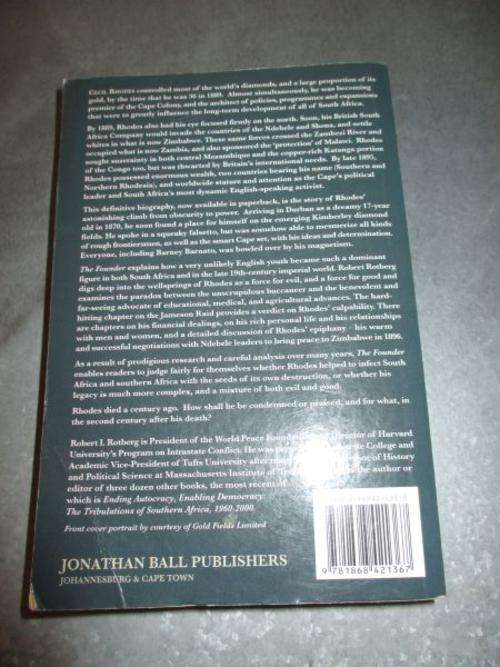 CECIL RHODES controlled most of the world's diamonds, and a large proportion of its
gold, by the time that he was 36 in 1889. Almost simultaneously, he was becoming
premier of the Cape Colony, and the architect of policies, programmes and expansions
that were to greatly influence the long-term development of all of South Africa.
By 1889, Rhodes also had his eye focused firmly on the north. Soon, his British South
Africa Company would invade the countries of the Ndebele and Shona, and settle
whites in what is now Zimbabwe. Those same forces crossed the Zambezi River and
occupied what is now Zambia, and also sponsored the 'protection' of Malawi. Rhodes
sought suzerainty in both central Mozambique and the copper-rich Katanga portion
of the Congo too, but was thwarted by Britain's international needs. By late 1895,
Rhodes possessed enormous wealth, two countries bearing his name (Southern and
Northern Rhodesia), and worldwide stature and attention as the Cape's political
leader and South Africa's most dynamic English-speaking activist.
This definitive biography, now available in paperback, is the story of Rhodes'
astonishing climb from obscurity to power. Arriving in Durban as a dreamy 17-year
old in 1870, he soon found a place for himself on the emerging Kimberley diamond
fields. He spoke in a squeaky falsetto, but was somehow able to mesmerize all kinds
of rough frontiersmen, as well as the smart Cape set, with his ideas and determination.
Everyone, including Barney Barnato, was bowled over by his magnetism.
The Founder explains how a very unlikely English youth became such a dominant
figure in both South Africa and in the late 19th-century imperial world. Robert Rotberg
digs deep into the wellsprings of Rhodes as a force for evil, and a force for good and
examines the paradox between the unscrupulous buccaneer and the benevolent and
far-seeing advocate of educational, medical, and agricultural advances. The hard-
hitting chapter on the Jameson Raid provides a verdict on Rhodes' culpability. There
are chapters on his financial dealings, on his rich personal life and his relationships
with men and women, and a detailed discussion of Rhodes' epiphany – his warm
and successful negotiations with Ndebele leaders to bring peace to Zimbabwe in 1896.
As a result of prodigious research and careful analysis over many years, The Founder
enables readers to judge fairly for themselves whether Rhodes helped to infect South
Africa and southern Africa with the seeds of its own destruction, or whether his
legacy is much more complex, and a mixture of both evil and good.
Rhodes died a century ago. How shall he be condemned or praised, and for what, in
the second century after his death?
Robert I. Rotberg is President of the World Peace Director of Harvard
University's Program on Intrastate Conflict. He was College and
Academic Vice-President of Tufts University after of History
and Political Science at Massachusetts Institute of the author or
editor of three dozen other books, the most recent of
which is Ending Autocracy, Enabling Democracy:
The Tribulations of Southern Africa, 1960-2000.
Front cover portrait by courtesy of Gold Fields Limited
JONATHAN BALL PUBLISHERS
JOHANNESBURG & CAPE TOWN
9 781868 421367